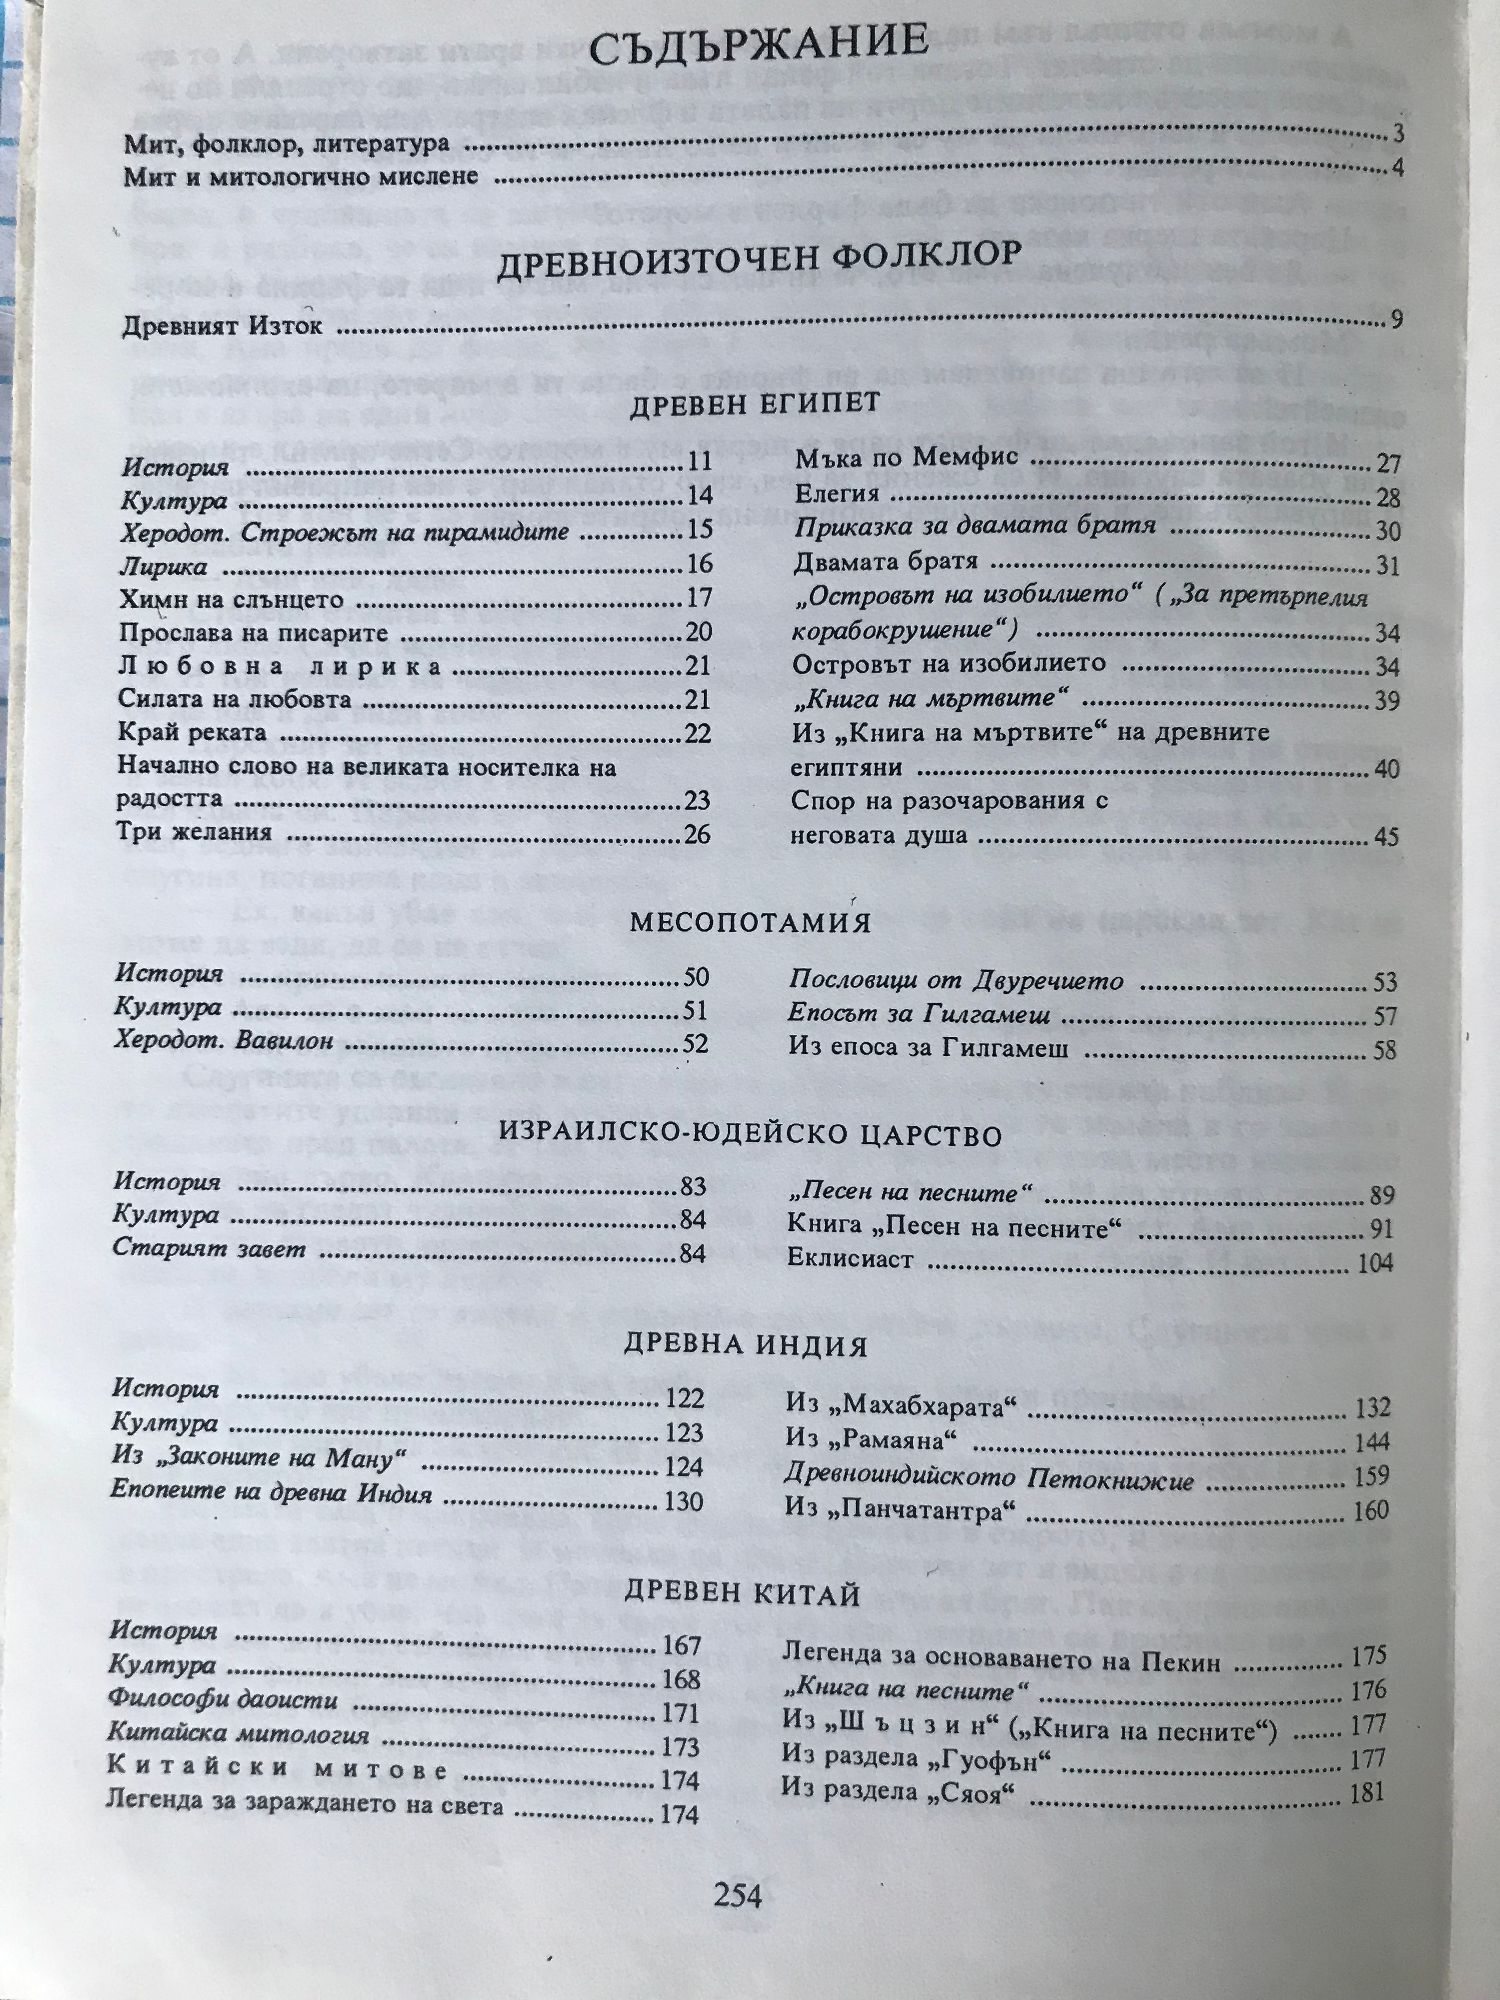 СЪДЪРЖАНИЕ
Мит, фолклор, литература ........ 3
Мит и митологично мислене ........ 4
ДРЕВНОИЗТОЧЕН ФОЛКЛОР
Древният Изток ........ 9
ДРЕВЕН ЕГИПЕТ
История ........ 11
Култура ........ 14
Херодот. Строежът на пирамидите ........ 15
Лирика ........ 16
Химн на слънцето ........ 17
Прослава на писарите ........ 20
Любовна лирика ........ 21
Силата на любовта ........ 21
Край реката ........ 22
Начално слово на великата носителка на
радостта ........ 23
Три желания ........ 26
Мъка по Мемфис ........ 27
Елегия ........ 28
Приказка за двамата братя ........ 30
Двамата братя ........ 31
„Островът на изобилието“ („За претърпелия
корабокрушение“) ........ 34
Островът на изобилието ........ 34
„Книга на мъртвите“ ........ 39
Из „Книга на мъртвите“ на древните
египтяни ........ 40
Спор на разочарования с
неговата душа ........ 45
МЕСОПОТАМИЯ
История ........ 50
Култура ........ 51
Херодот. Вавилон ........ 52
Пословици от Двуречието ........ 53
Епосът за Гилгамеш ........ 57
Из епоса за Гилгамеш ........ 58
ИЗРАИЛСКО-ЮДЕЙСКО ЦАРСТВО
История ........ 83
Култура ........ 84
Старият завет ........ 84
„Песен на песните“ ........ 89
Книга „Песен на песните“ ........ 91
Еклисиаст ........ 104
ДРЕВНА ИНДИЯ
История ........ 122
Култура ........ 123
Из „Законите на Ману“ ........ 124
Епопеите на древна Индия ........ 130
Из „Махабхарата“ ........ 132
Из „Рамаяна“ ........ 144
Древноиндийското Петокнижие ........ 159
Из „Панчатантра“ ........ 160
ДРЕВЕН КИТАЙ
История ........ 167
Култура ........ 168
Философи даоисти ........ 171
Китайска митология ........ 173
Китайски митове ........ 174
Легенда за зараждането на света ........ 174
Легенда за основаването на Пекин ........ 175
„Книга на песните“ ........ 176
Из „Шъцзин“ („Книга на песните“) ........ 177
Из раздела „Гуофън“ ........ 177
Из раздела „Сяоя“ ........ 181
254